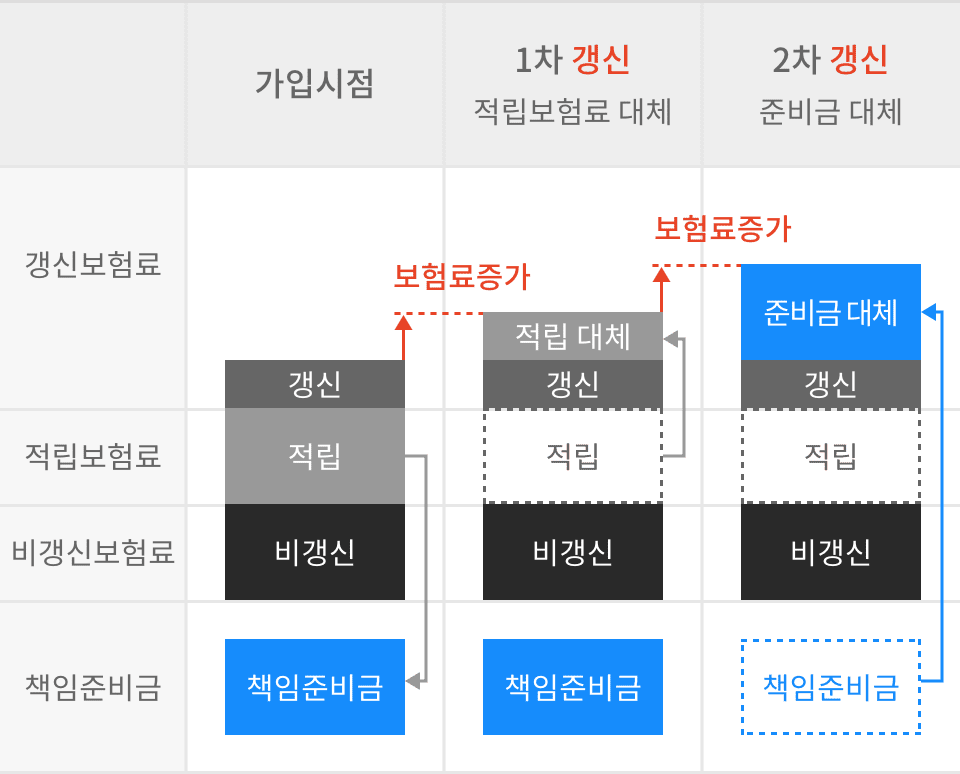 가입시점
1차 갱신
적립보험료 대체
2차 갱신
준비금 대체
갱신보험료
보험료증가
보험료증가
갱신
적립 대체
갱신
준비금 대체
갱신
적립보험료
적립
적립
적립
비갱신보험료
비갱신
비갱신
비갱신
책임준비금
책임준비금
책임준비금
책임준비금